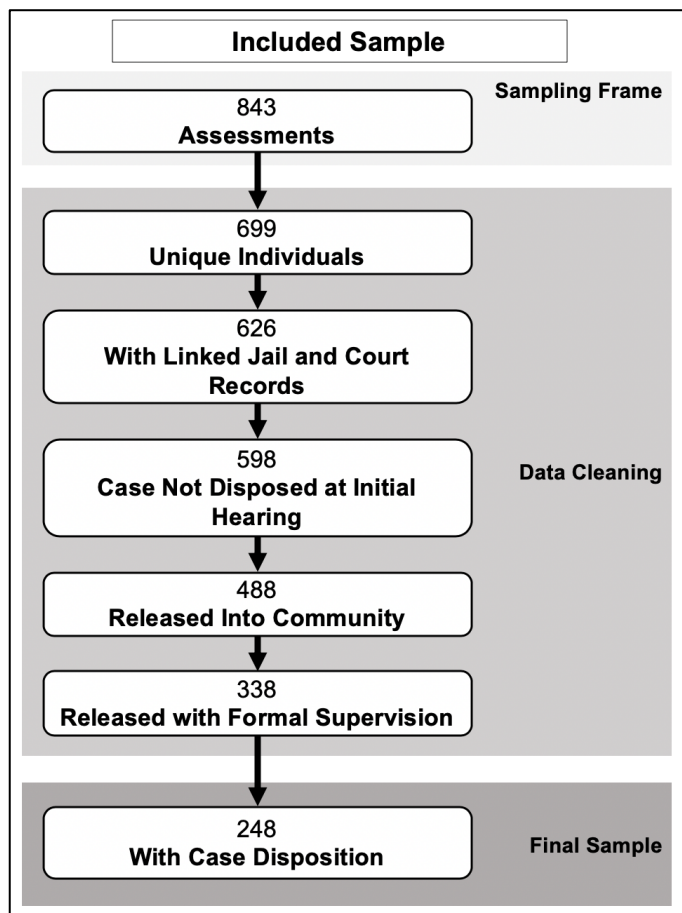 Included Sample
Sampling Frame
843
Assessments
699
Unique Individuals
626
With Linked Jail and Court
Records
598
Case Not Disposed at Initial
Hearing
Data Cleaning
488
Released Into Community
338
Released with Formal Supervision
248
With Case Disposition
Final Sample